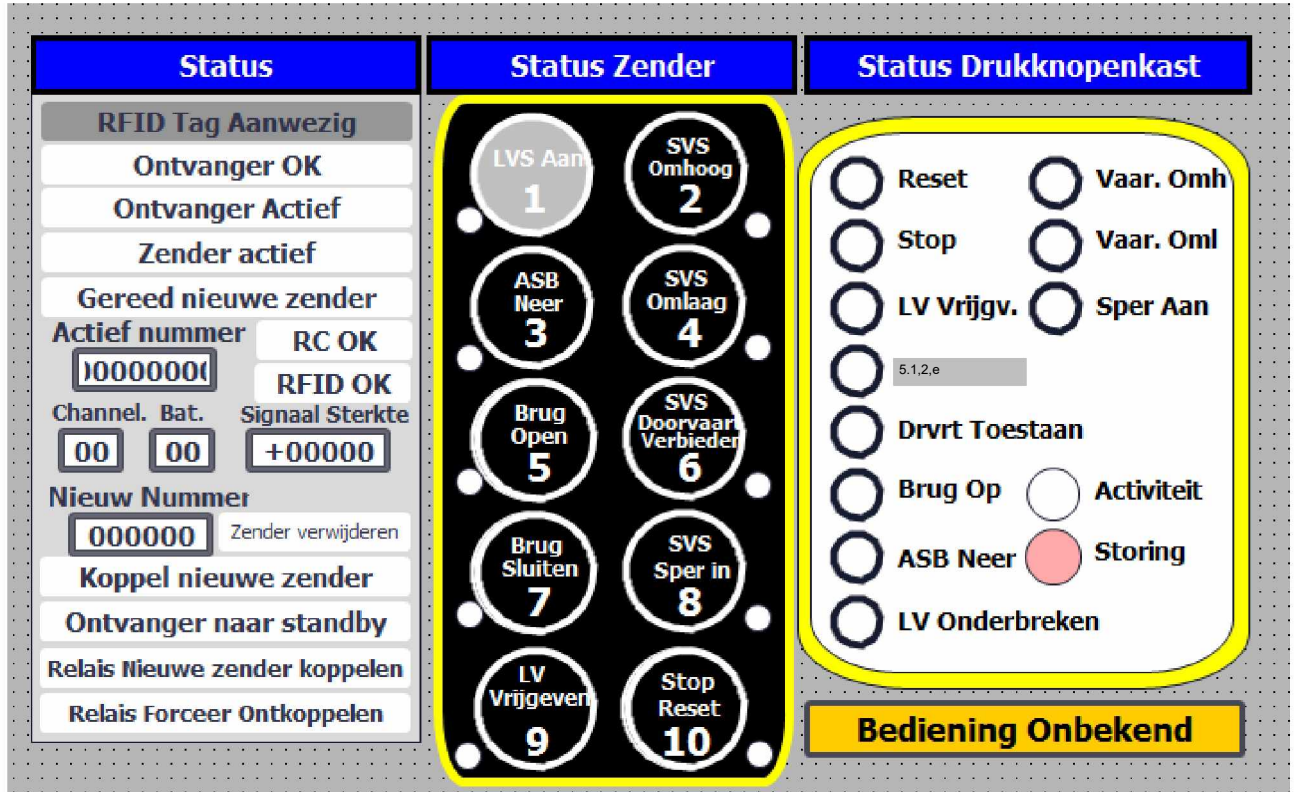 Status
RFID Tag Aanwezig
Ontvanger OK
Ontvanger Actief
Zender actief
Gereed nieuwe zender
Actief nummer
RC OK
RFID OK
Channel. Bat. Signaal Sterkte
00 00 +00000
Nieuw Nummer
000000 Zender verwijderen
Koppel nieuwe zender
Ontvanger naar standby
Relais Nieuwe zender koppelen
Relais Forceer Ontkoppelen
Status Zender
LVS Aan
1
SVS
Omhoog
2
ASB
Neer
3
SVS
Omlaag
4
Brug
Open
5
SVS
Doorvaart
Verbieden
6
Brug
Sluiten
7
SVS
Sper in
8
LV
Vrijgeven
9
Stop
Reset
10
Status Drukknopenkast
Reset Vaar. Omh
Stop Vaar. Oml
LV Vrijgv. Sper Aan
5.1,2,e
Drvrt Toestaan
Brug Op Activiteit
ASB Neer Storing
LV Onderbreken
Bediening Onbekend